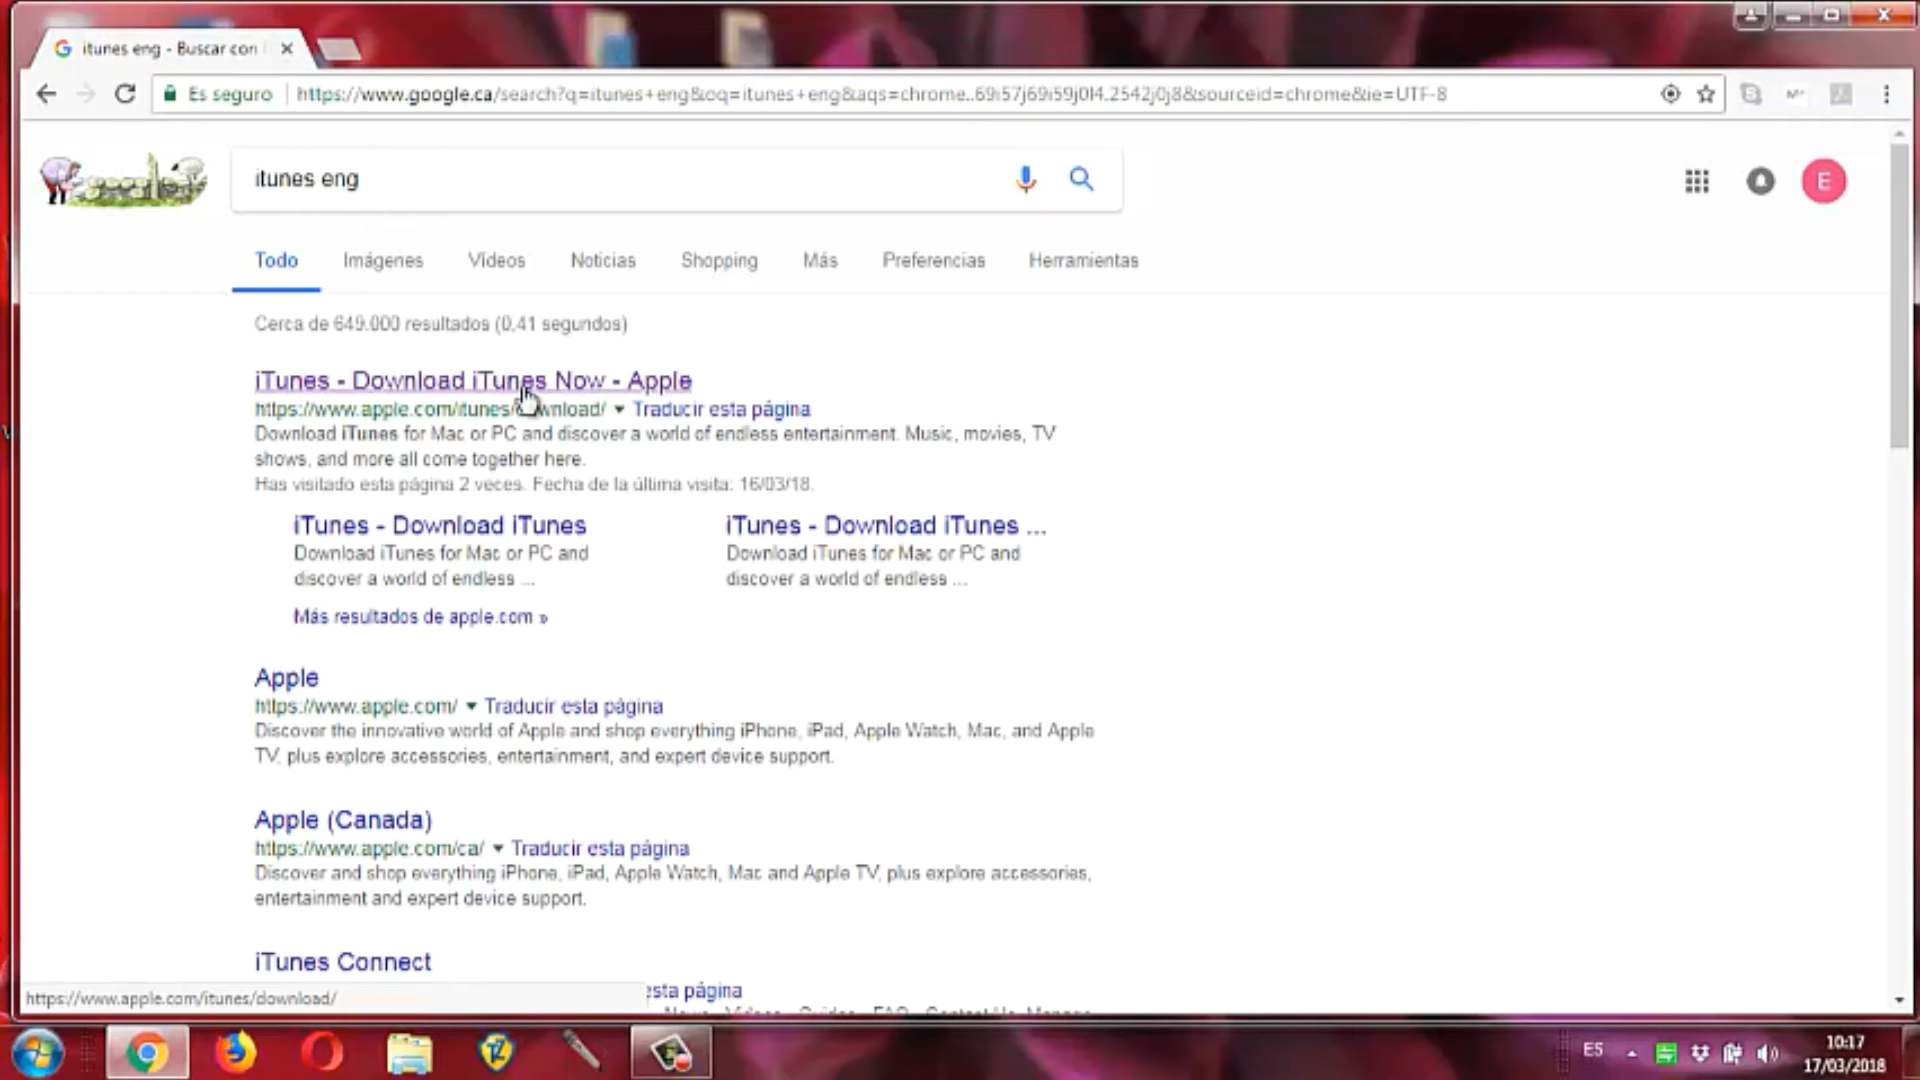 itunes eng - Buscar con
Es seguro
https://www.google.ca/search?q=itunes+eng&oq=itunes+eng&aqs=chrome..69i57j69i59j0l4.2542j0j8&sourceid=chrome&ie=UTF-8
itunes eng
E
Todo Imágenes Vídeos Noticias Shopping Más Preferencias Herramientas
Cerca de 649.000 resultados (0,41 segundos)
iTunes - Download iTunes Now - Apple
https://www.apple.com/itunes/download/ Traducir esta página
Download iTunes for Mac or PC and discover a world of endless entertainment. Music, movies, TV
shows, and more all come together here.
Has visitado esta página 2 veces. Fecha de la última visita: 16/03/18.
iTunes - Download iTunes
Download iTunes for Mac or PC and
discover a world of endless ...
iTunes - Download iTunes ...
Download iTunes for Mac or PC and
discover a world of endless ...
Más resultados de apple.com »
Apple
https://www.apple.com/ Traducir esta página
Discover the innovative world of Apple and shop everything iPhone, iPad, Apple Watch, Mac, and Apple
TV, plus explore accessories, entertainment, and expert device support.
Apple (Canada)
https://www.apple.com/ca/ Traducir esta página
Discover and shop everything iPhone, iPad, Apple Watch, Mac and Apple TV, plus explore accessories,
entertainment and expert device support.
iTunes Connect
esta página
https://www.apple.com/itunes/download/
ES
10:17
17/03/2018